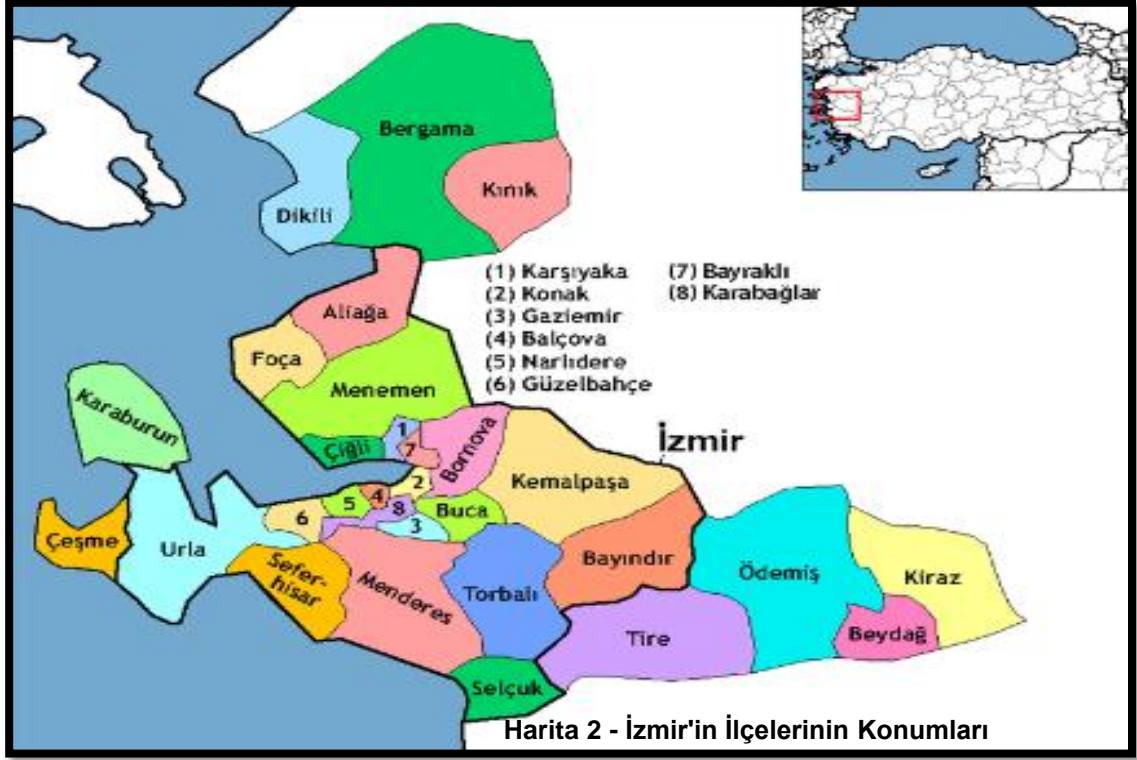 Bergama
Kınık
Dikili
(1) Karşıyaka
(2) Konak
(3) Gaziemir
(4) Balçova
(5) Narlıdere
(6) Güzelbahçe
(7) Bayraklı
(8) Karabağlar
Aliağa
Foça
Menemen
Karaburun
Çiğli
1
7
Bornova
İzmir
Kemalpaşa
2
4
5
6
8
3
Buca
Çeşme
Urla
Sefer-
hisar
Menderes
Torbalı
Bayındır
Ödemiş
Kiraz
Beydağ
Tire
Selçuk
Harita 2 - İzmir'in İlçelerinin Konumları